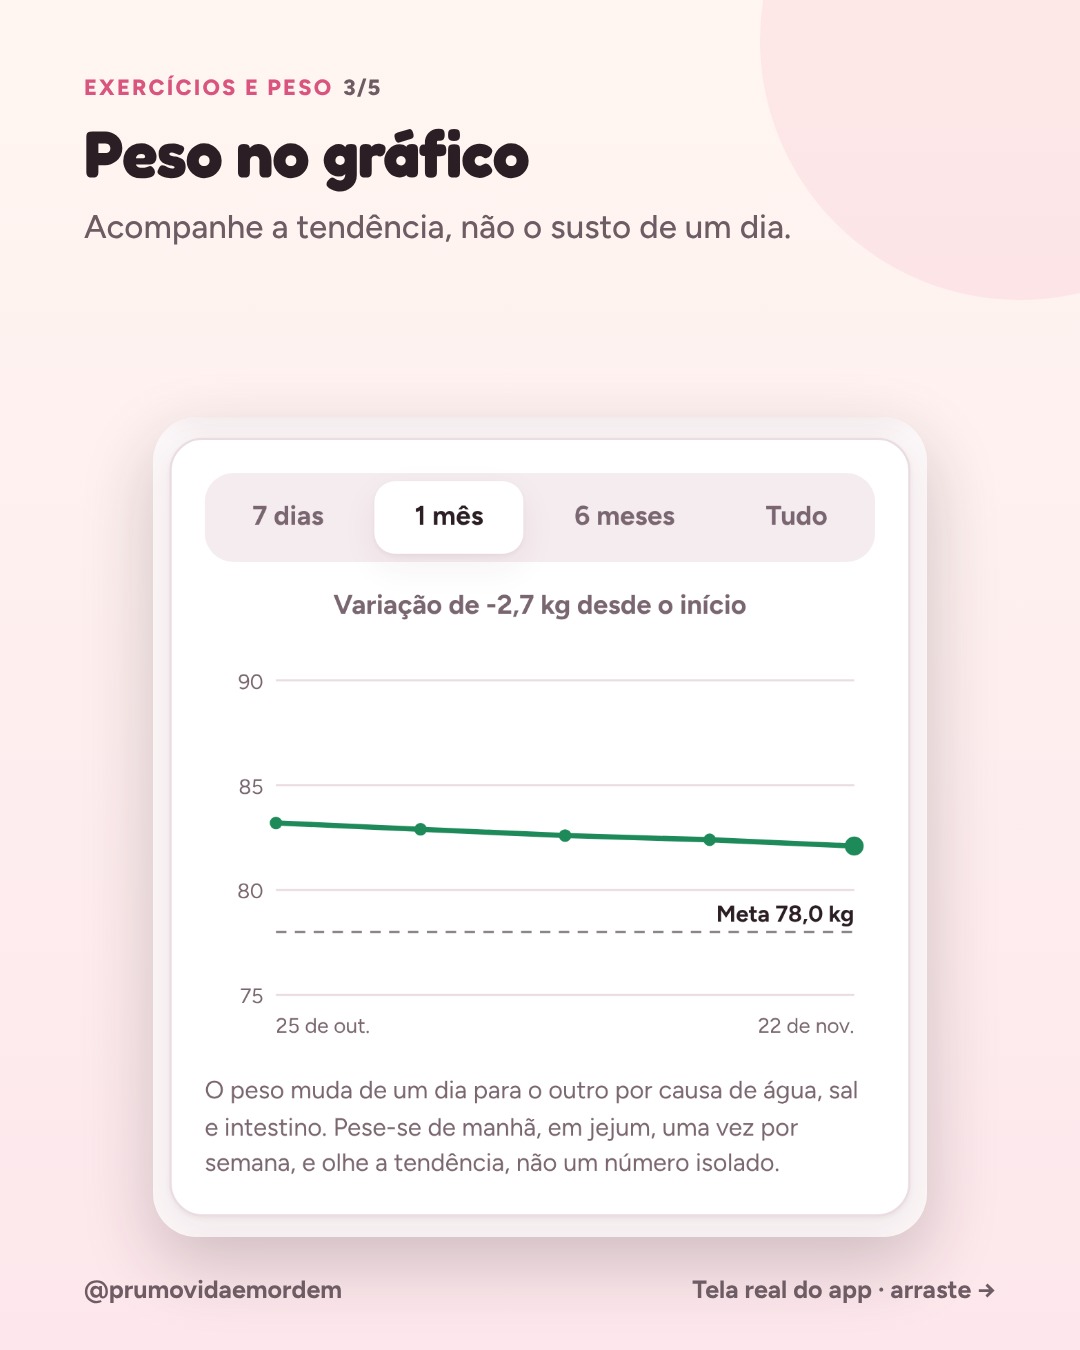 EXERCÍCIOS E PESO 3/5
Peso no gráfico
Acompanhe a tendência, não o susto de um dia.
7 dias 1 mês 6 meses Tudo
Variação de -2,7 kg desde o início
90
85
80
Meta 78,0 kg
75
25 de out. 22 de nov.
O peso muda de um dia para o outro por causa de água, sal
e intestino. Pese-se de manhã, em jejum, uma vez por
semana, e olhe a tendência, não um número isolado.
@prumovidaemordem Tela real do app · arraste →